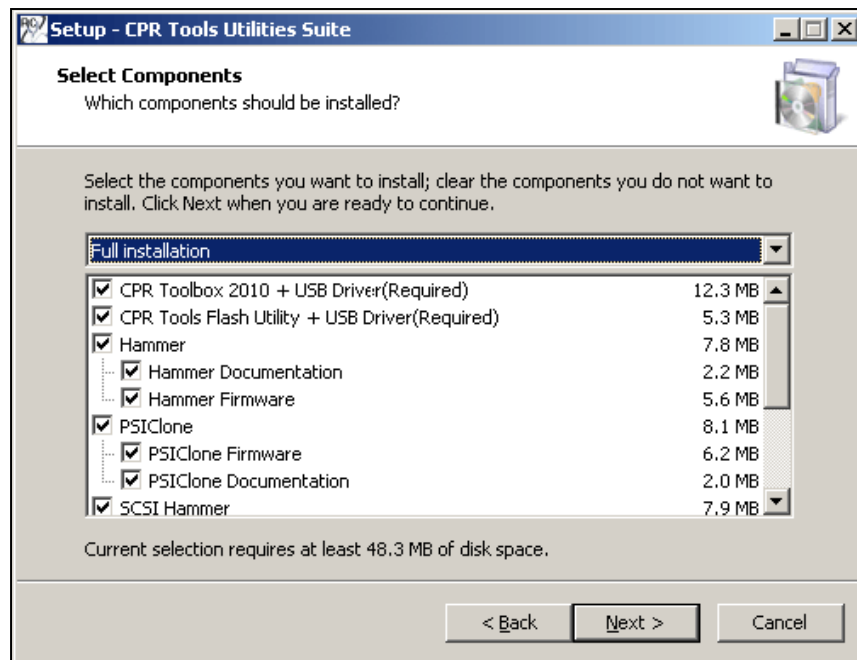 Setup - CPR Tools Utilities Suite
Select Components
Which components should be installed?
Select the components you want to install; clear the components you do not want to
install. Click Next when you are ready to continue.
Full installation
CPR Toolbox 2010 + USB Driver(Required) 12.3 MB
CPR Tools Flash Utility + USB Driver(Required) 5.3 MB
Hammer 7.8 MB
Hammer Documentation 2.2 MB
Hammer Firmware 5.6 MB
PSIClone 8.1 MB
PSIClone Firmware 6.2 MB
PSIClone Documentation 2.0 MB
SCSI Hammer 7.9 MB
Current selection requires at least 48.3 MB of disk space.
< Back Next > Cancel